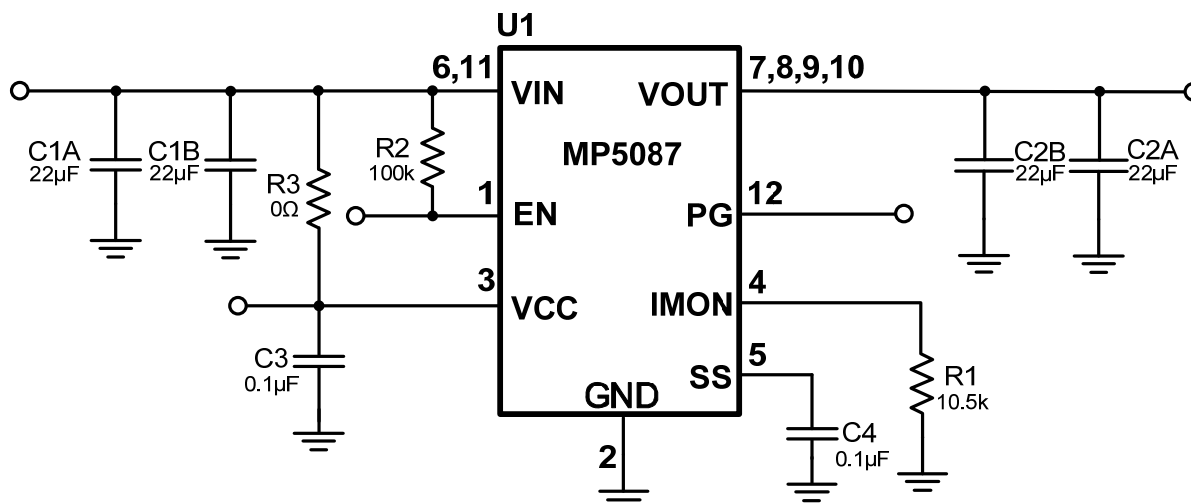 U1
6,11
7,8,9,10
VIN
VOUT
MP5087
C1A
22µF
C1B
22µF
R2
100k
R3
0Ω
C2B
22µF
C2A
22µF
1
EN
12
PG
3
VCC
4
IMON
5
SS
C3
0.1µF
R1
10.5k
GND
2
C4
0.1µF